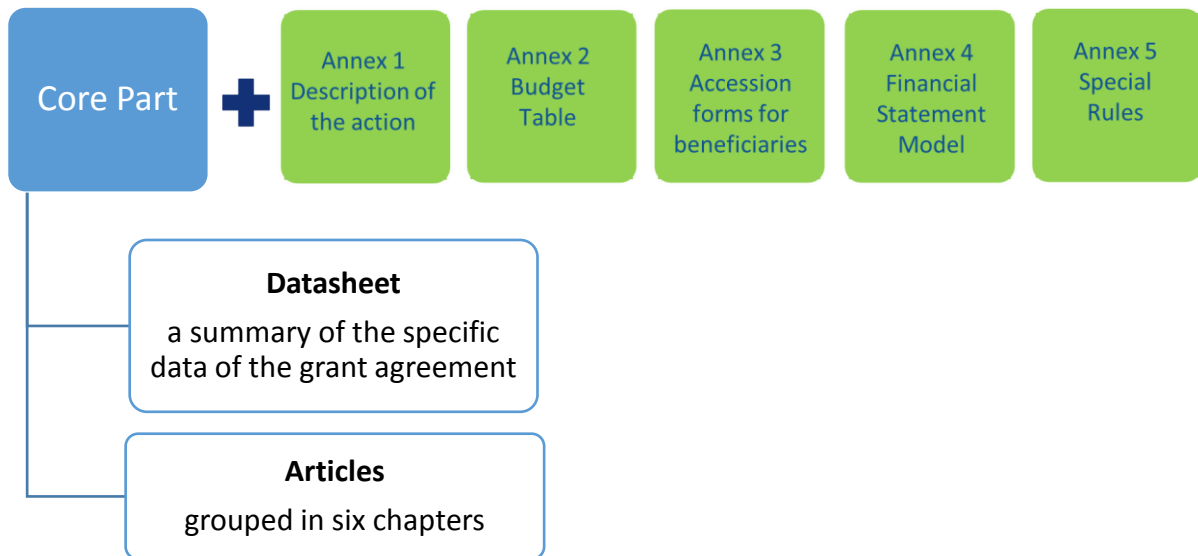 Core Part
Annex 1
Description of
the action
Annex 2
Budget
Table
Annex 3
Accession
forms for
beneficiaries
Annex 4
Financial
Statement
Model
Annex 5
Special
Rules
Datasheet
a summary of the specific
data of the grant agreement
Articles
grouped in six chapters